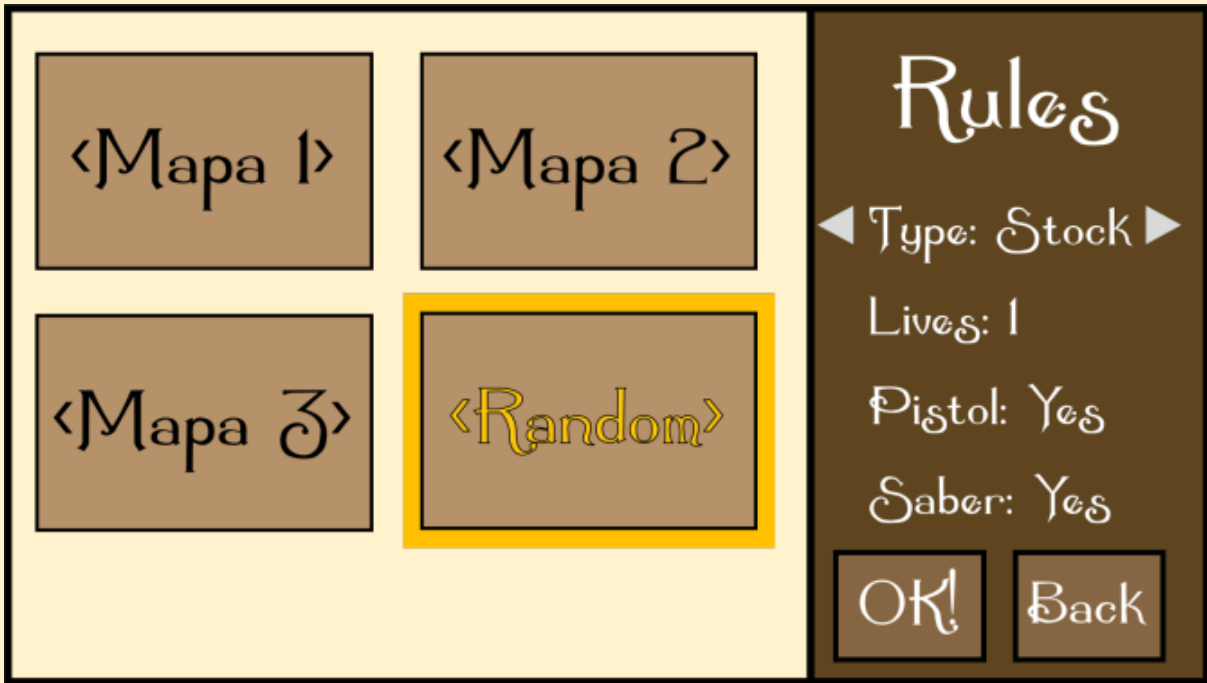 <Mapa 1>
<Mapa 2>
<Mapa 3>
<Random>
Rules
Type: Stock
Lives: 1
Pistol: Yes
Saber: Yes
OK!
Back